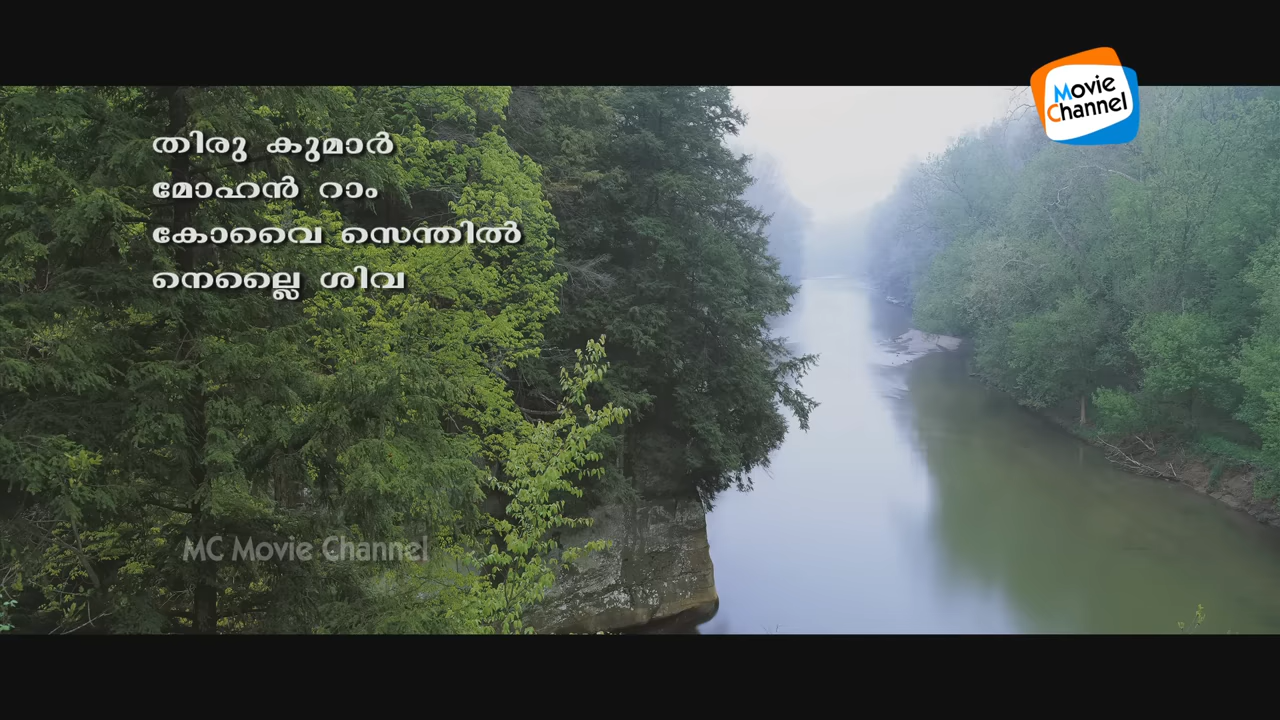 Movie
Channel
തിരു കുമാർ
മോഹൻ റാം
കോവൈ സെന്തിൽ
നെല്ലൈ ശിവ
MC Movie Channel